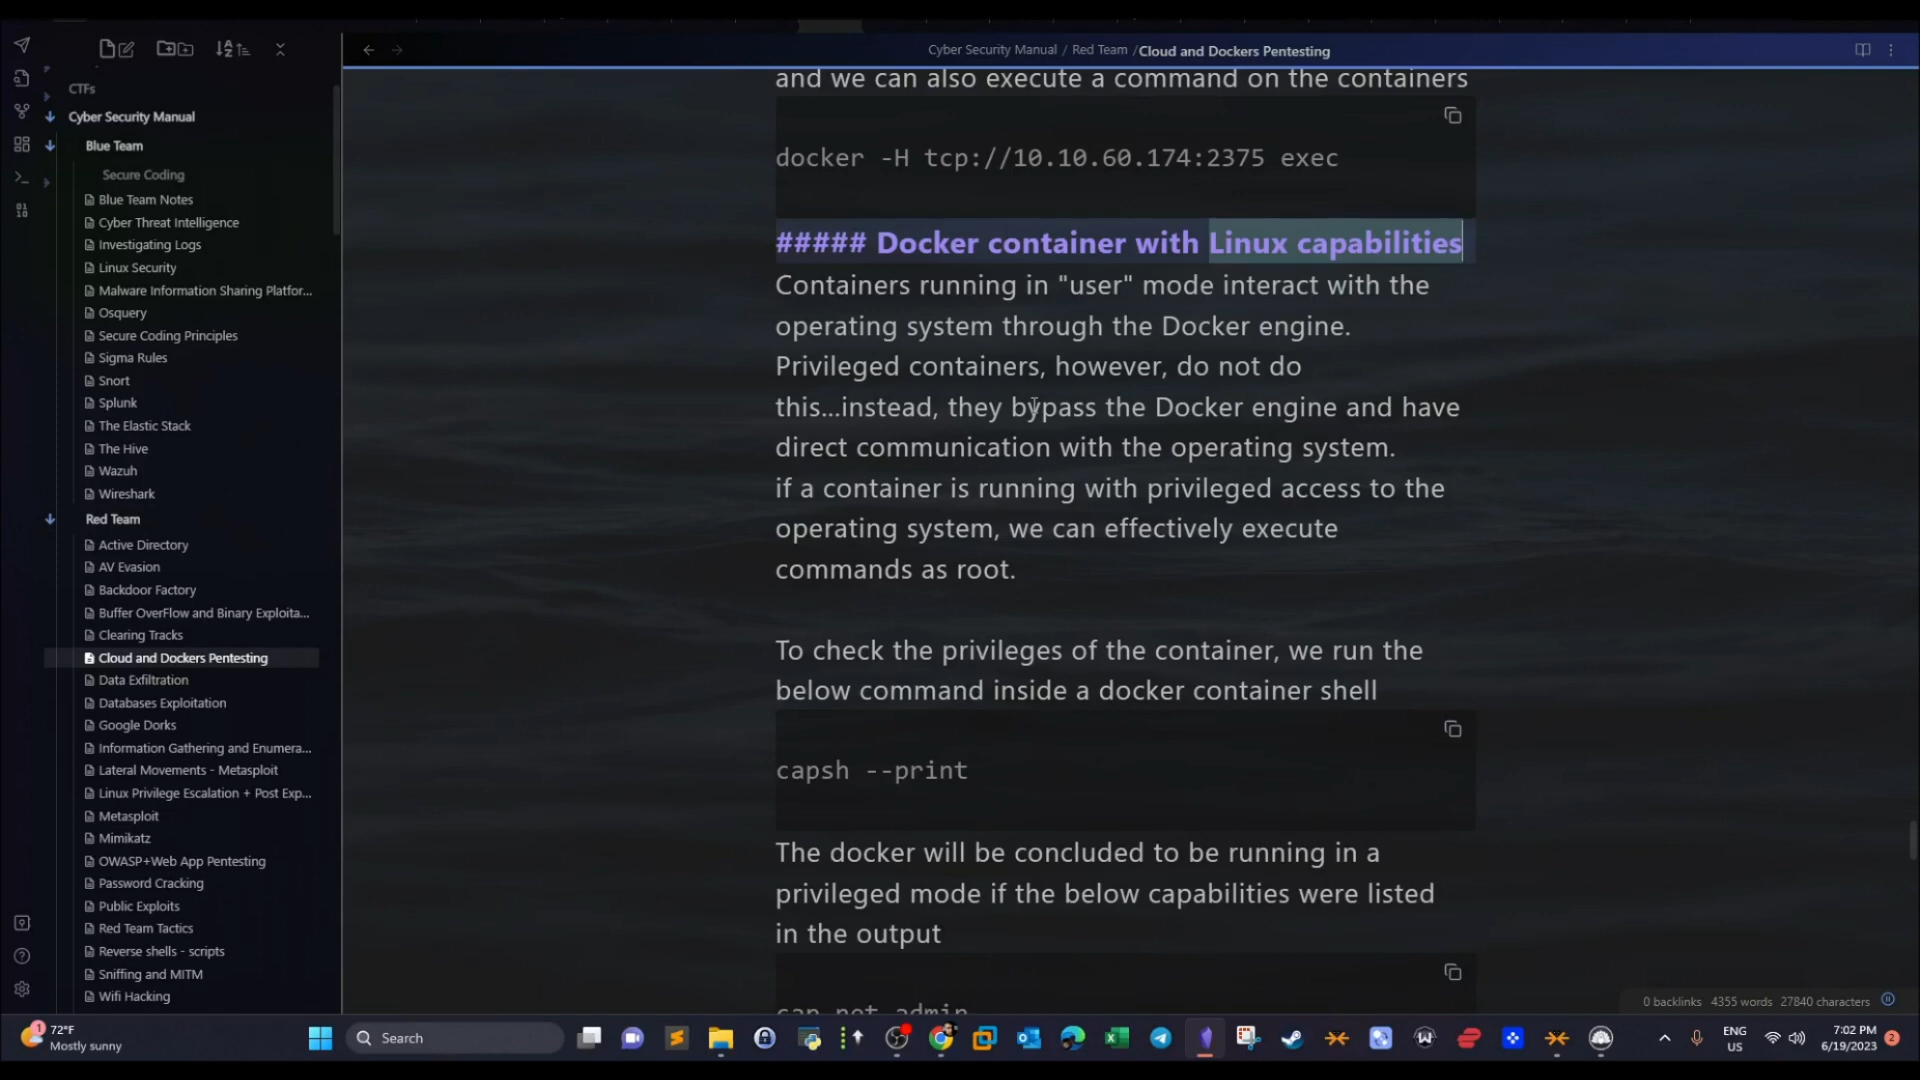 Cyber Security Manual / Red Team / Cloud and Dockers Pentesting
CTFs
Cyber Security Manual
Blue Team
Secure Coding
Blue Team Notes
Cyber Threat Intelligence
Investigating Logs
Linux Security
Malware Information Sharing Platfor...
Osquery
Secure Coding Principles
Sigma Rules
Snort
Splunk
The Elastic Stack
The Hive
Wazuh
Wireshark
Red Team
Active Directory
AV Evasion
Backdoor Factory
Buffer OverFlow and Binary Exploita...
Clearing Tracks
Cloud and Dockers Pentesting
Data Exfiltration
Databases Exploitation
Google Dorks
Information Gathering and Enumera...
Lateral Movements - Metasploit
Linux Privilege Escalation + Post Exp...
Metasploit
Mimikatz
OWASP+Web App Pentesting
Password Cracking
Public Exploits
Red Team Tactics
Reverse shells - scripts
Sniffing and MITM
Wifi Hacking
and we can also execute a command on the containers
docker -H tcp://10.10.60.174:2375 exec
##### Docker container with Linux capabilities
Containers running in "user" mode interact with the
operating system through the Docker engine.
Privileged containers, however, do not do
this...instead, they bypass the Docker engine and have
direct communication with the operating system.
if a container is running with privileged access to the
operating system, we can effectively execute
commands as root.
To check the privileges of the container, we run the
below command inside a docker container shell
capsh --print
The docker will be concluded to be running in a
privileged mode if the below capabilities were listed
in the output
cap_net_admin
0 backlinks 4355 words 27840 characters
1
72°F
Mostly sunny
Search
ENG
US
7:02 PM
6/19/2023
2